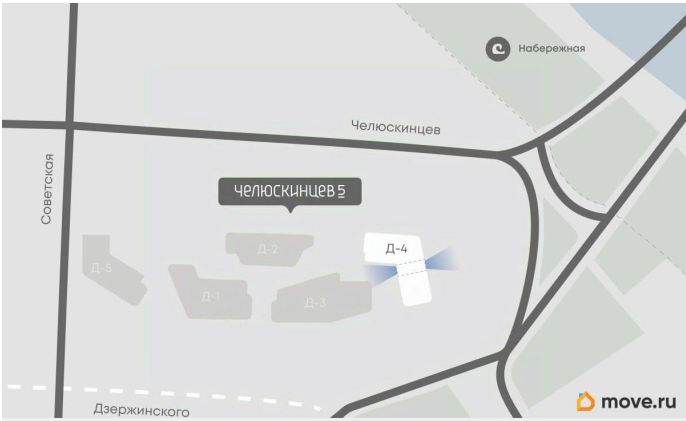 Набережная
Челюскинцев
Советская
челюскинцев 5
Д-4
Д-2
Д-5
Д-1
Д-3
move.ru
Дзержинского